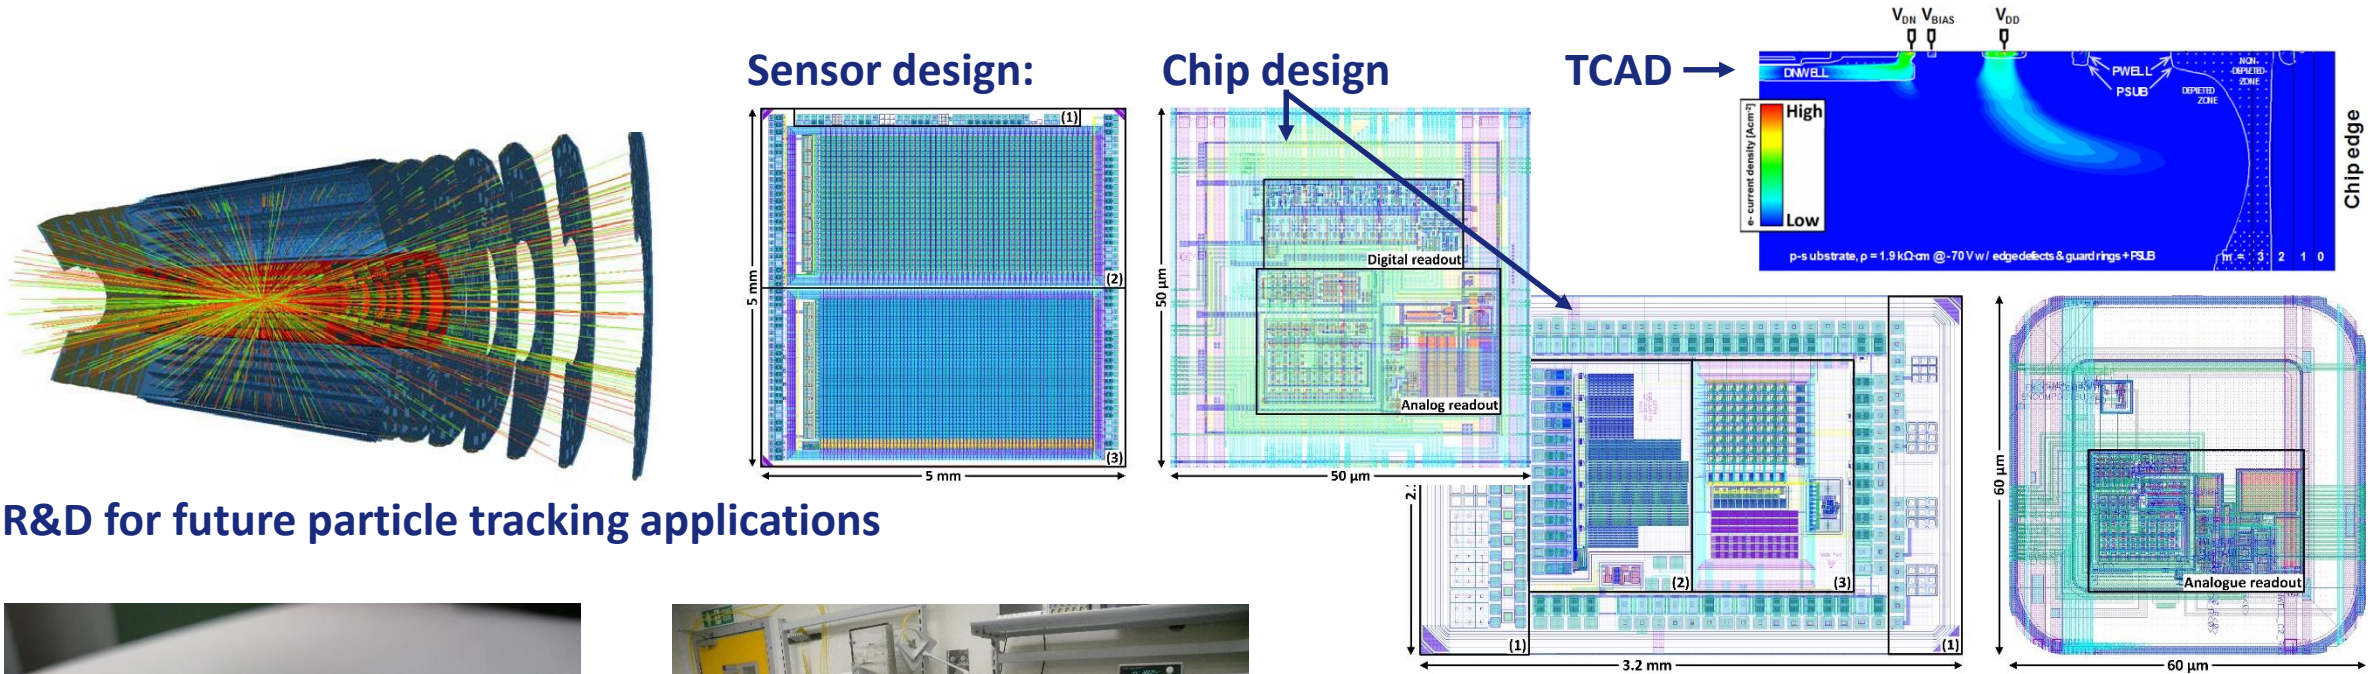 Sensor design:
Chip design
TCAD
V_DN V_BIAS
V_DD
DNWELL
PWELL
PSUB
NON-
DEPLETED-
ZONE
DEPLETED
ZONE
e- current density [Acm⁻²]
High
Low
p-substrate, ρ = 1.9 kΩ·cm @ -70 V w/ edge defects & guard rings + PSUB
3 2 1 0
Chip edge
(1)
(2)
(3)
5 mm
5 mm
Digital readout
Analog readout
50 µm
50 µm
R&D for future particle tracking applications
(2)
(3)
(1)
(1)
3.2 mm
Analogue readout
60 µm
60 µm